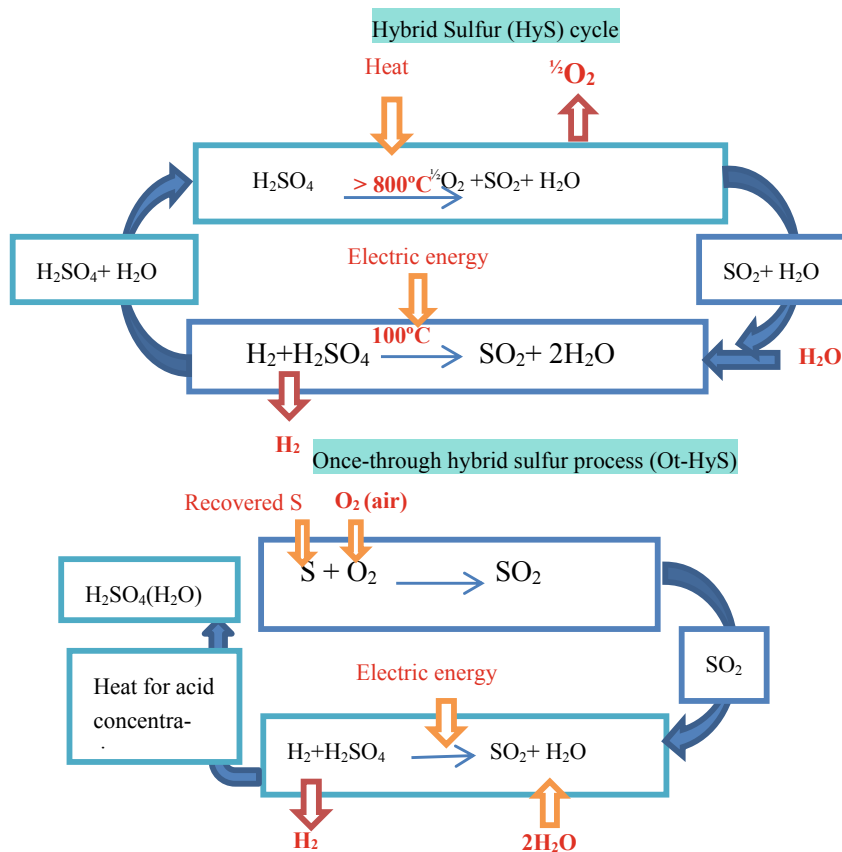 Hybrid Sulfur (HyS) cycle
Heat
½O₂
H₂SO₄ > 800ºC ½O₂ +SO₂+ H₂O
H₂SO₄+ H₂O
Electric energy
SO₂+ H₂O
100ºC
H₂+H₂SO₄ SO₂+ 2H₂O
H₂O
H₂
Once-through hybrid sulfur process (Ot-HyS)
Recovered S
O₂ (air)
S + O₂ SO₂
H₂SO₄(H₂O)
SO₂
Heat for acid
concentra-
Electric energy
H₂+H₂SO₄ SO₂+ H₂O
H₂
2H₂O